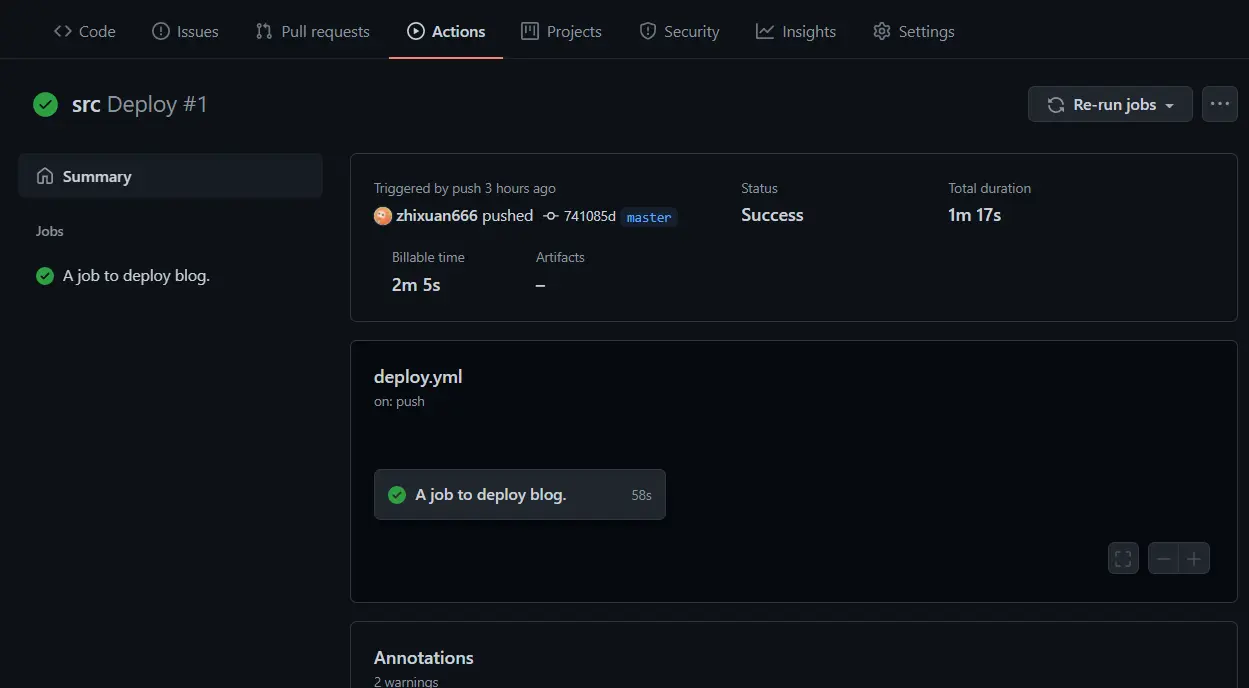 Code Issues Pull requests Actions Projects Security Insights Settings
src Deploy #1
Re-run jobs
Summary
Jobs
A job to deploy blog.
Triggered by push 3 hours ago
zhixuan666 pushed 741085d master
Status
Success
Total duration
1m 17s
Billable time
2m 5s
Artifacts
–
deploy.yml
on: push
A job to deploy blog. 58s
Annotations
2 warnings